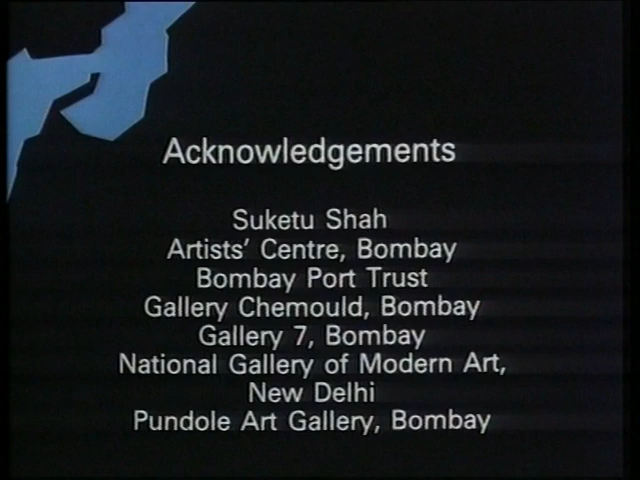 Acknowledgements
Suketu Shah
Artists' Centre, Bombay
Bombay Port Trust
Gallery Chemould, Bombay
Gallery 7, Bombay
National Gallery of Modern Art,
New Delhi
Pundole Art Gallery, Bombay